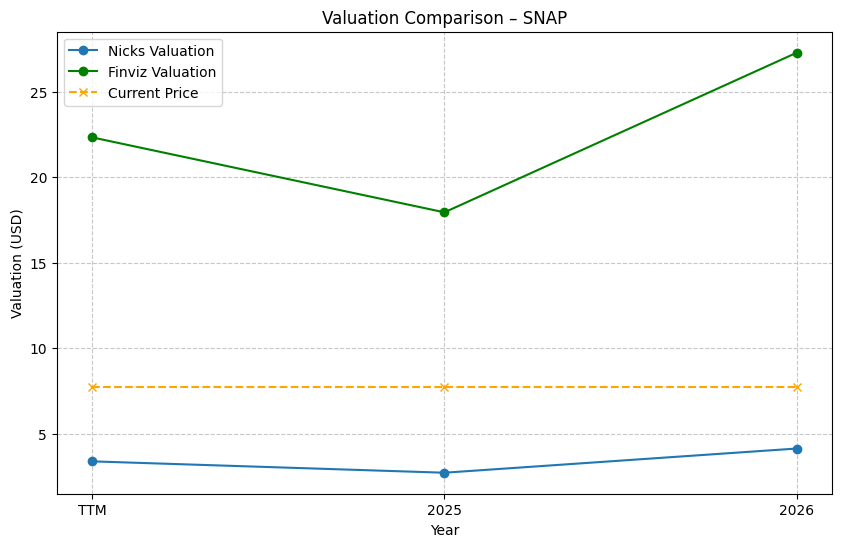 Valuation Comparison – SNAP
Nicks Valuation
Finviz Valuation
Current Price
Valuation (USD)
25
20
15
10
5
TTM
2025
2026
Year